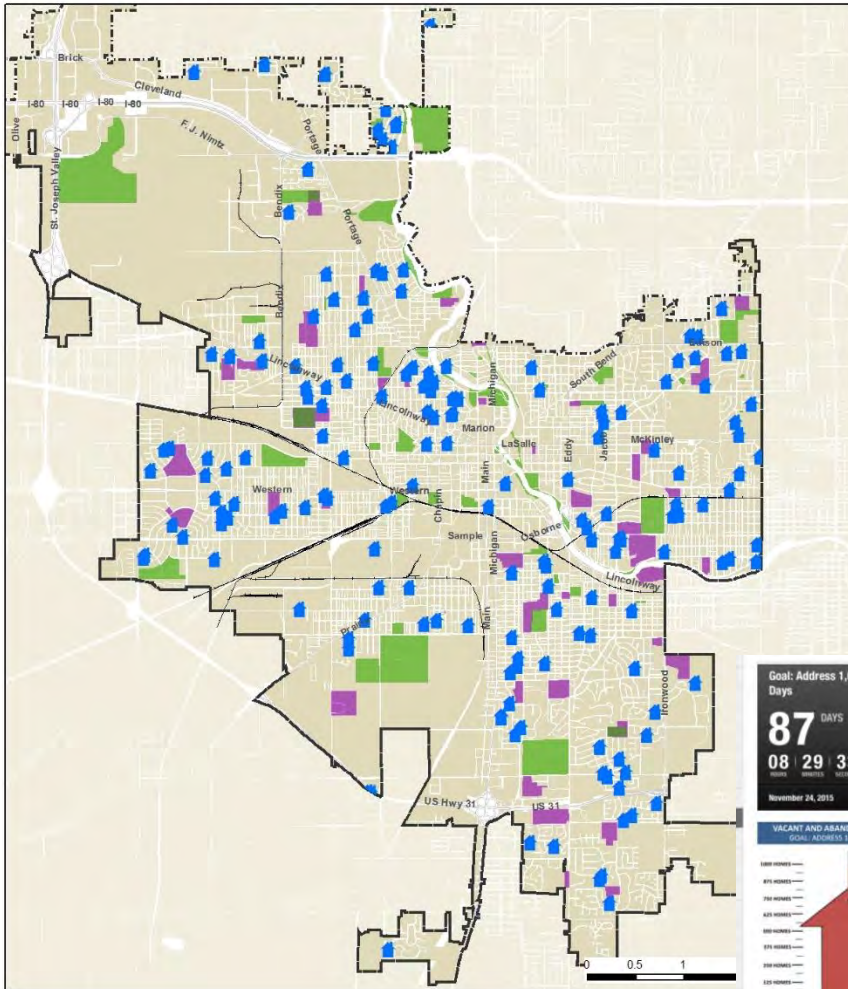 Brick
I-80
I-80
I-80
I-80
Cleveland
Olive
F.J. Nimtz
Portage
St. Joseph Valley
Bendix
Portage
Bendix
Lincolnway
Lincolnway
Michigan
South Bend
Marion
LaSalle
Eddy
McKinley
Western
Western
Main
Chapin
Sample
Osborne
Michigan
Lincolnway
Main
Ironwood
US Hwy 31
US 31
0 0.5 1
Goal: Address 1,
Days
87 DAYS
08 29 3
HOURS MINUTES
November 24, 2015
VACANT AND ABAN
GOAL: ADDRESS 1
1000 HOMES
875 HOMES
750 HOMES
625 HOMES
500 HOMES
375 HOMES
250 HOMES
125 HOMES